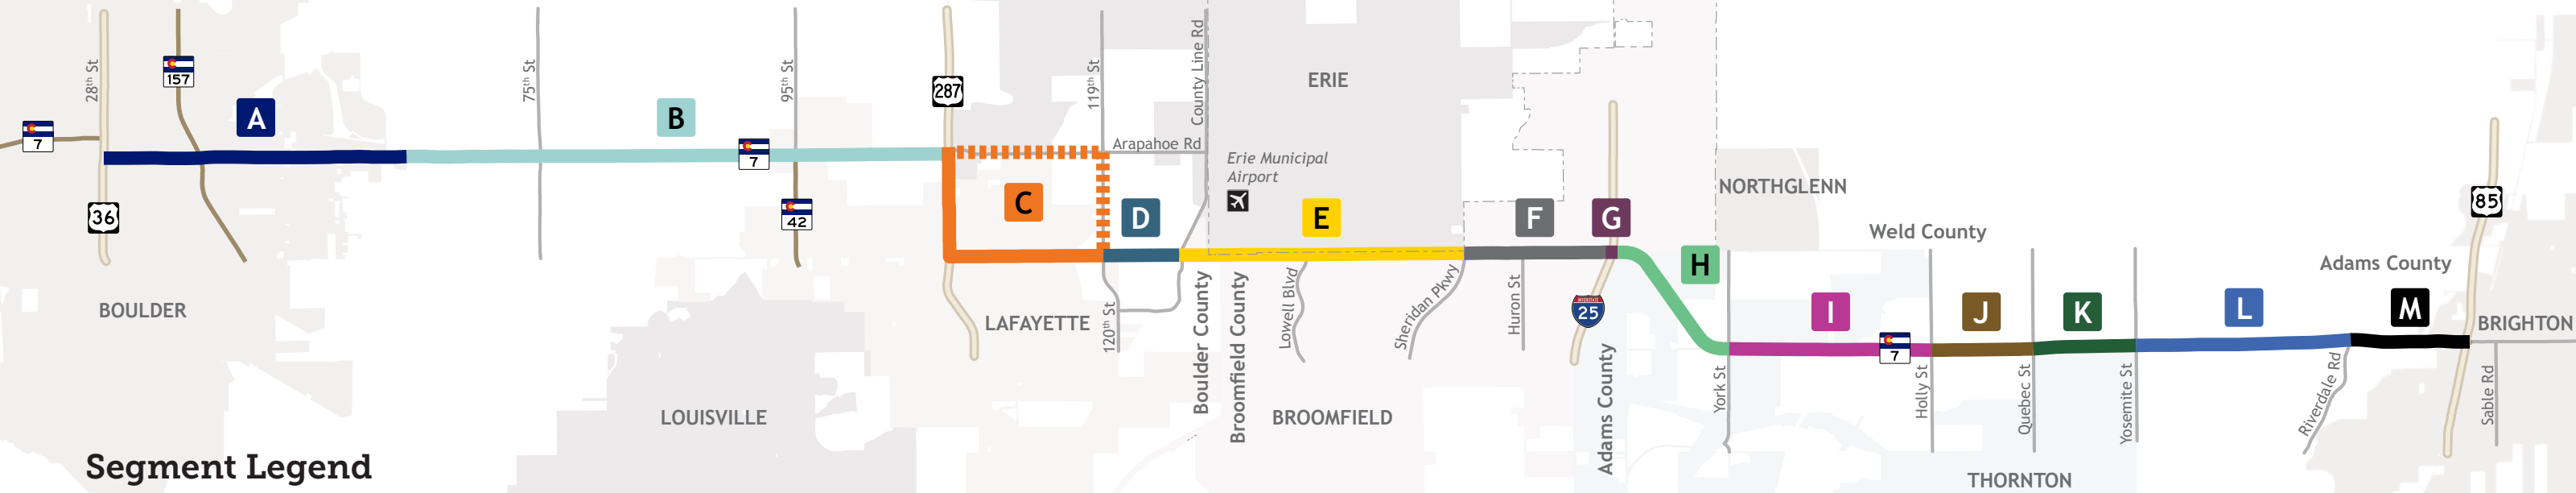 28th St
157
7
A
36
BOULDER
75th St
B
7
95th St
42
LOUISVILLE
287
C
119th St
County Line Rd
Arapahoe Rd
D
LAFAYETTE
120th St
ERIE
Erie Municipal
Airport
E
Boulder County
Broomfield County
Lowell Blvd
BROOMFIELD
Sheridan Pkwy
F
Huron St
G
INTERSTATE
25
Adams County
H
NORTHGLENN
York St
Weld County
I
7
Holly St
J
Quebec St
K
Yosemite St
THORNTON
L
Riverdale Rd
Adams County
M
85
BRIGHTON
Sable Rd
Segment Legend